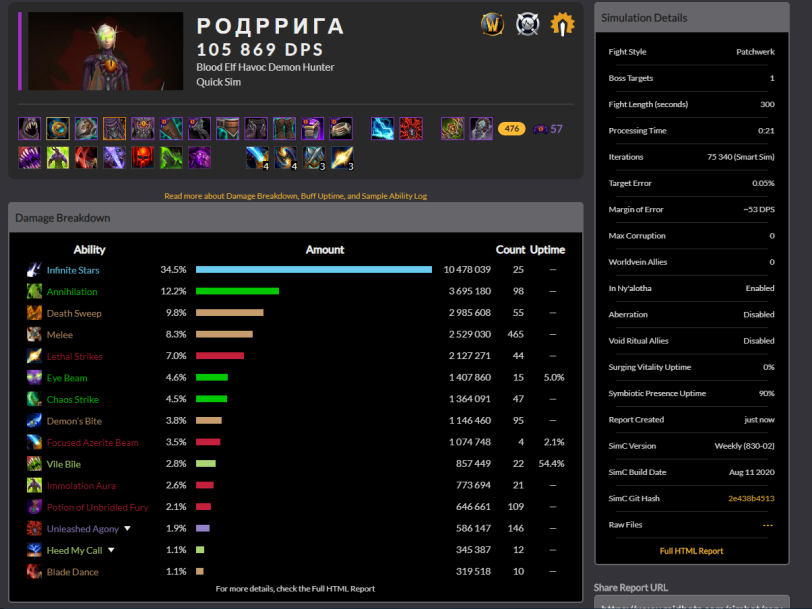 РОДРРИГА
105 869 DPS
Blood Elf Havoc Demon Hunter
Quick Sim
476
57
4 4 3 3
Read more about Damage Breakdown, Buff Uptime, and Sample Ability Log
Damage Breakdown
Ability Amount Count Uptime
Infinite Stars 34.5% 10 478 039 25 —
Annihilation 12.2% 3 695 180 98 —
Death Sweep 9.8% 2 985 608 55 —
Melee 8.3% 2 529 030 465 —
Lethal Strikes 7.0% 2 127 271 44 —
Eye Beam 4.6% 1 407 860 15 5.0%
Chaos Strike 4.5% 1 364 091 47 —
Demon's Bite 3.8% 1 146 460 95 —
Focused Azerite Beam 3.5% 1 074 748 4 2.1%
Vile Bile 2.8% 857 449 22 54.4%
Immolation Aura 2.6% 773 694 21 —
Potion of Unbridled Fury 2.1% 646 661 109 —
Unleashed Agony ▼ 1.9% 586 147 146 —
Heed My Call ▼ 1.1% 345 387 12 —
Blade Dance 1.1% 319 518 10 —
For more details, check the Full HTML Report
Simulation Details
Fight Style Patchwerk
Boss Targets 1
Fight Length (seconds) 300
Processing Time 0:21
Iterations 75 340 (Smart Sim)
Target Error 0.05%
Margin of Error ~53 DPS
Max Corruption 0
Worldvein Allies 0
In Ny'alotha Enabled
Aberration Disabled
Void Ritual Allies Disabled
Surging Vitality Uptime 0%
Symbiotic Presence Uptime 90%
Report Created just now
SimC Version Weekly (830-02)
SimC Build Date Aug 11 2020
SimC Git Hash 2e438b4513
Raw Files ---
Full HTML Report
Share Report URL